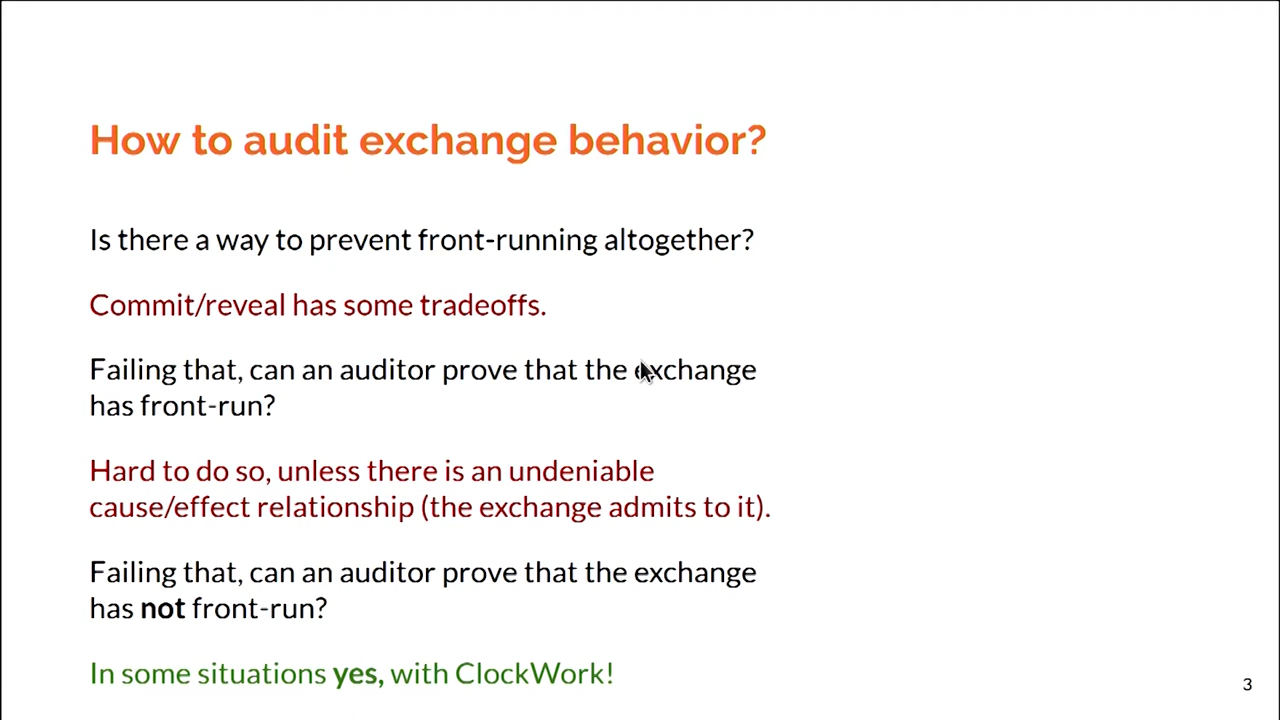 How to audit exchange behavior?
Is there a way to prevent front-running altogether?
Commit/reveal has some tradeoffs.
Failing that, can an auditor prove that the exchange
has front-run?
Hard to do so, unless there is an undeniable
cause/effect relationship (the exchange admits to it).
Failing that, can an auditor prove that the exchange
has not front-run?
In some situations yes, with ClockWork!
3